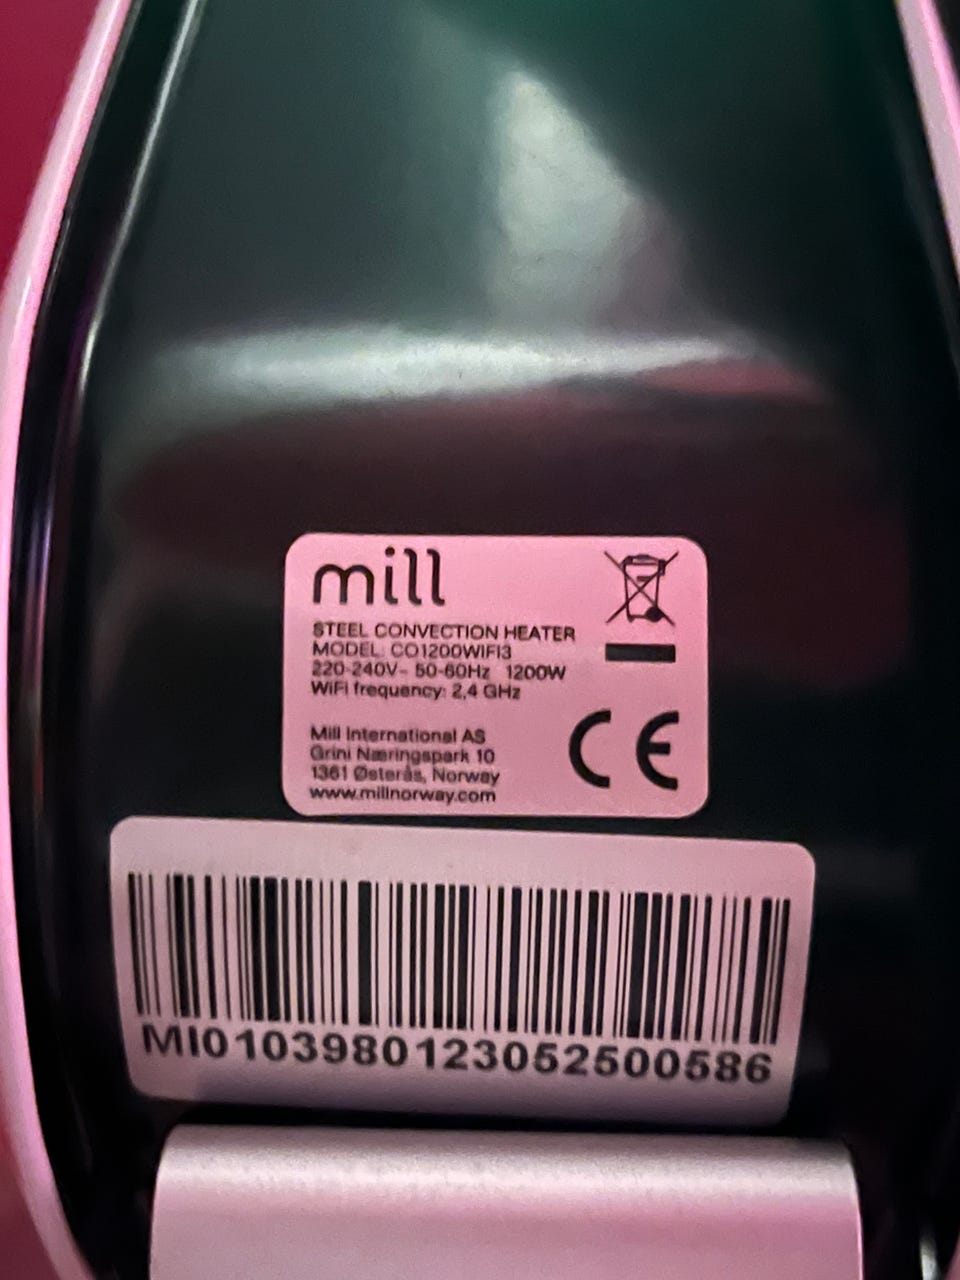 mill
STEEL CONVECTION HEATER
MODEL: CO1200WIFI3
220-240V~ 50-60Hz 1200W
WiFi frequency: 2,4 GHz
Mill International AS
Grini Næringspark 10
1361 Østerås, Norway
www.millnorway.com
CE
MI0103980123052500586